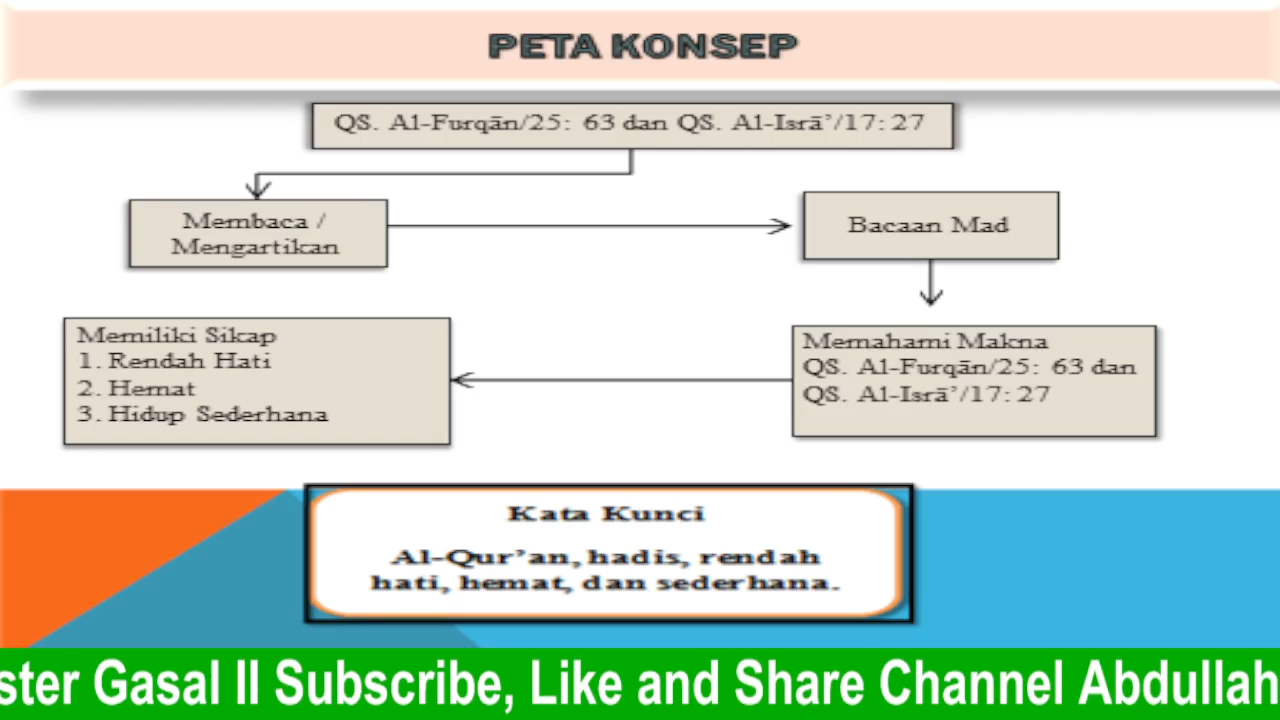 PETA KONSEP
QS. Al-Furqān/25: 63 dan QS. Al-Isrā’/17: 27
Membaca /
Mengartikan
Bacaan Mad
Memiliki Sikap
1. Rendah Hati
2. Hemat
3. Hidup Sederhana
Memahami Makna
QS. Al-Furqān/25: 63 dan
QS. Al-Isrā’/17: 27
Kata Kunci
Al-Qur’an, hadis, rendah
hati, hemat, dan sederhana.
ster Gasal II Subscribe, Like and Share Channel Abdullah